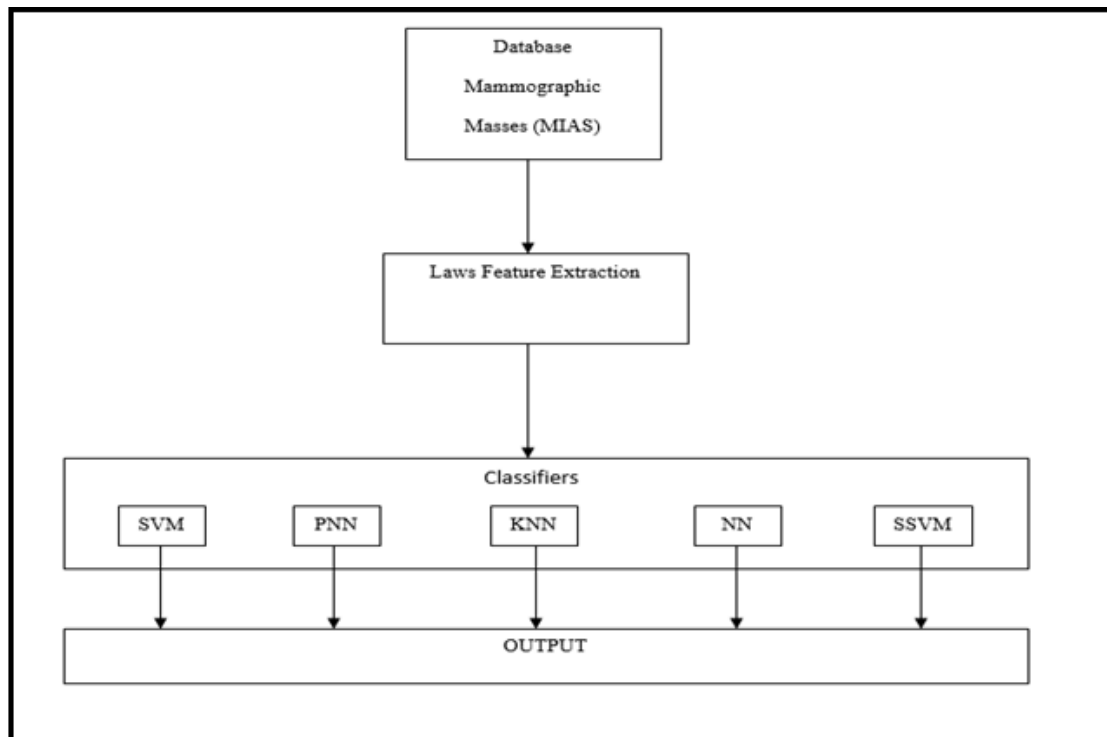 Database
Mammographic
Masses (MIAS)
Laws Feature Extraction
Classifiers
SVM
PNN
KNN
NN
SSVM
OUTPUT